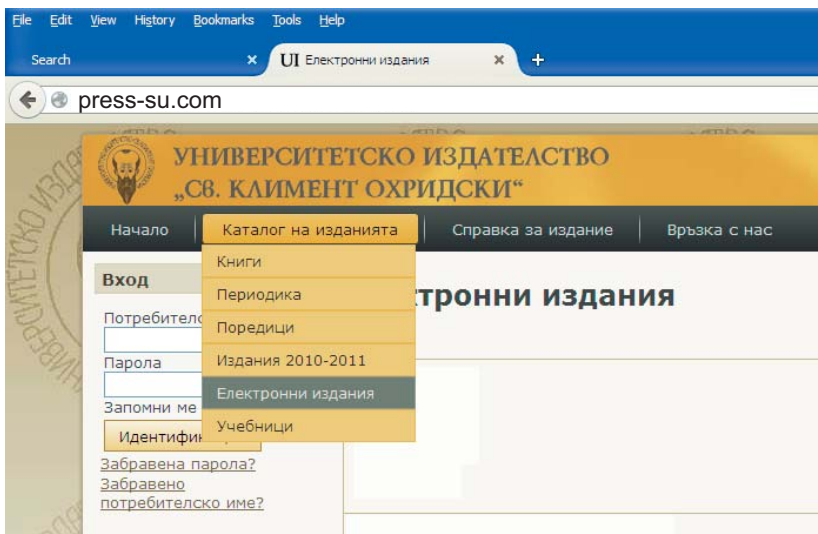 File Edit View History Bookmarks Tools Help
Search × UI Електронни издания × +
press-su.com
УНИВЕРСИТЕТСКО ИЗДАТЕЛСТВО
„СВ. КЛИМЕНТ ОХРИДСКИ“
Начало Каталог на изданията Справка за издание Връзка с нас
Книги
Вход
Периодика
тронни издания
Поредици
Парола
Издания 2010-2011
Електронни издания
Запомни ме
Учебници
Забравена парола?
Забравено
потребителско име?